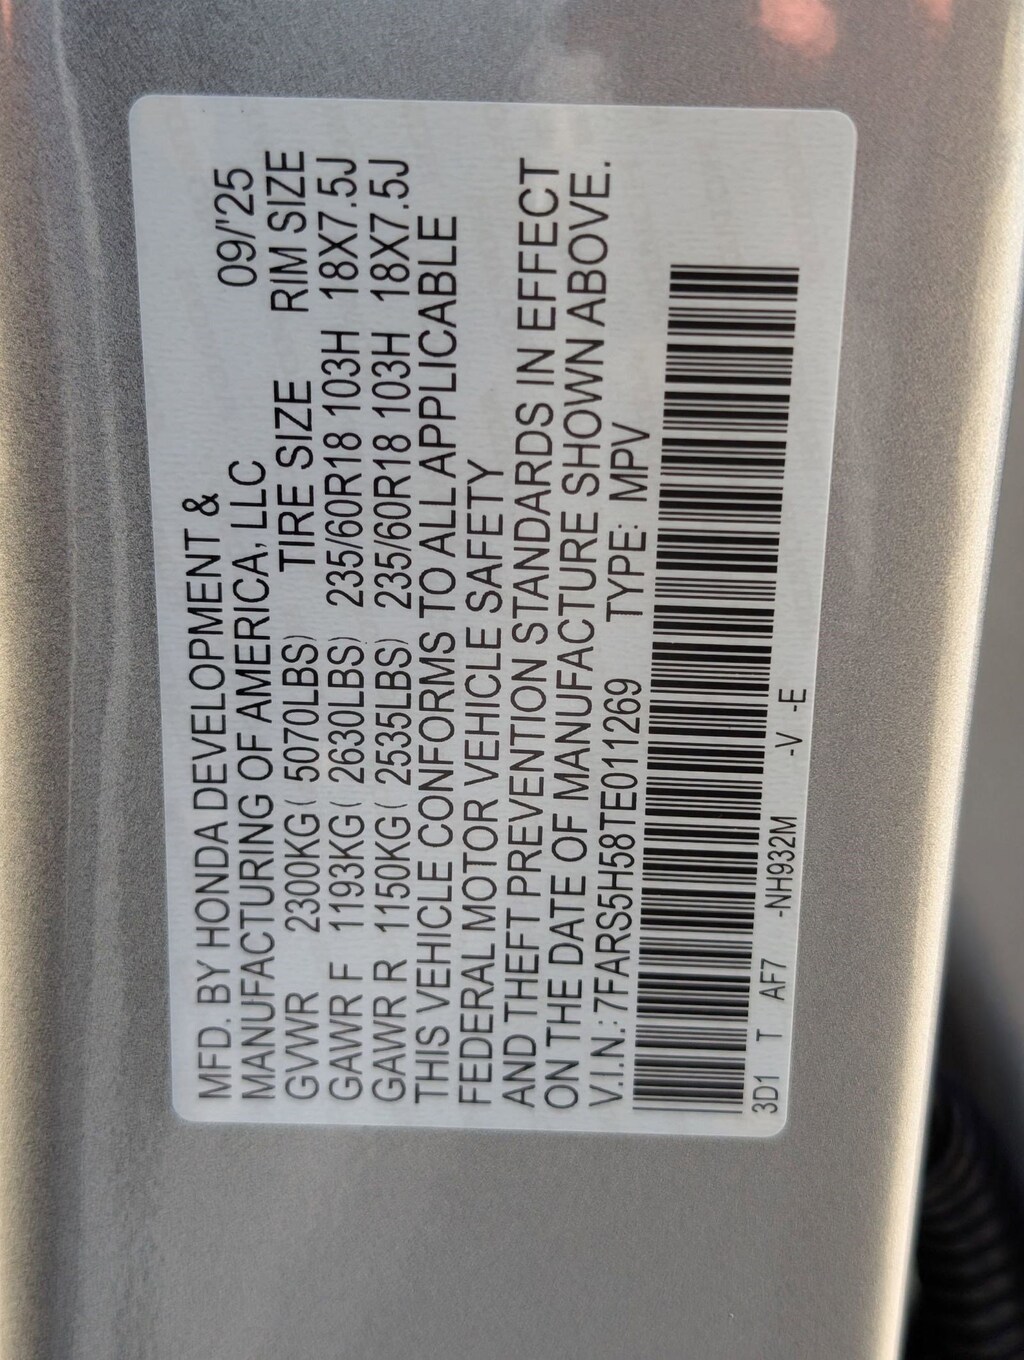 MFD. BY HONDA DEVELOPMENT &
MANUFACTURING OF AMERICA, LLC 09/'25
GVWR 2300KG ( 5070LBS) TIRE SIZE RIM SIZE
GAWR F 1193KG ( 2630LBS) 235/60R18 103H 18X7.5J
GAWR R 1150KG ( 2535LBS) 235/60R18 103H 18X7.5J
THIS VEHICLE CONFORMS TO ALL APPLICABLE
FEDERAL MOTOR VEHICLE SAFETY
AND THEFT PREVENTION STANDARDS IN EFFECT
ON THE DATE OF MANUFACTURE SHOWN ABOVE.
V.I.N.: 7FARS5H58TE011269 TYPE: MPV
3D1 T AF7 -NH932M -V -E